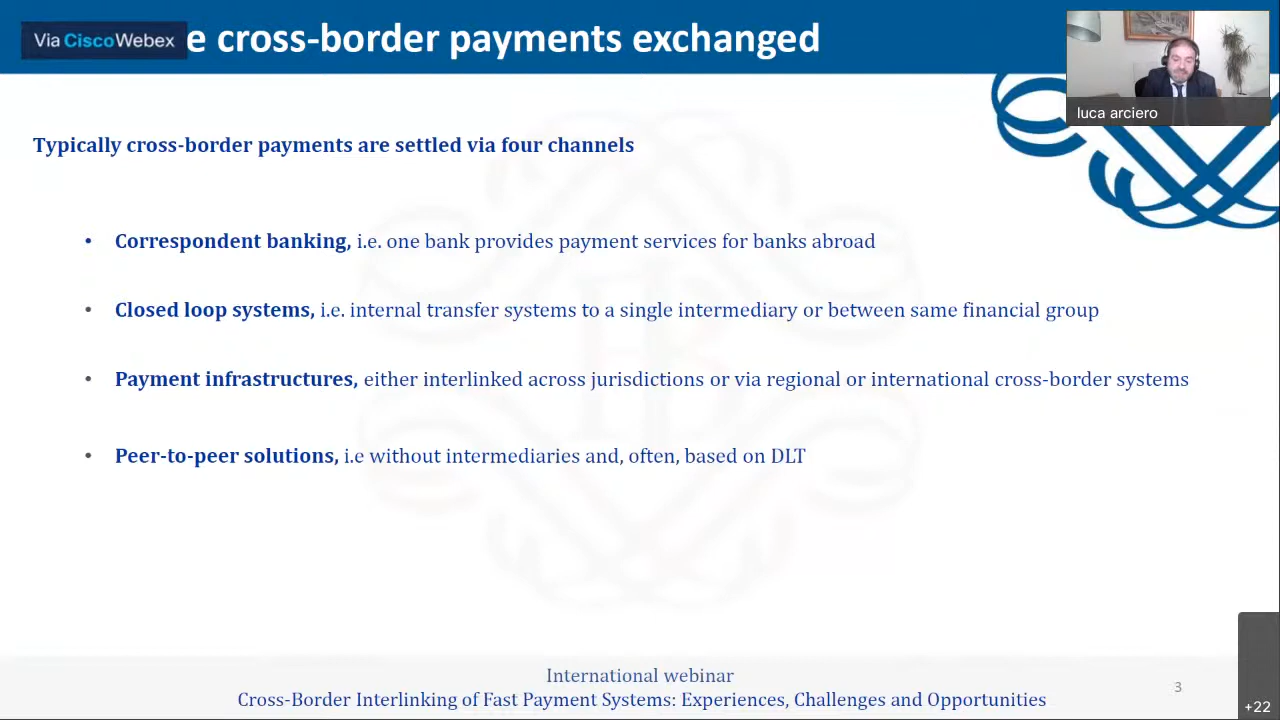 Via Cisco Webex
e cross-border payments exchanged
luca arciero
Typically cross-border payments are settled via four channels
• Correspondent banking, i.e. one bank provides payment services for banks abroad
• Closed loop systems, i.e. internal transfer systems to a single intermediary or between same financial group
• Payment infrastructures, either interlinked across jurisdictions or via regional or international cross-border systems
• Peer-to-peer solutions, i.e without intermediaries and, often, based on DLT
International webinar
Cross-Border Interlinking of Fast Payment Systems: Experiences, Challenges and Opportunities
3
+22